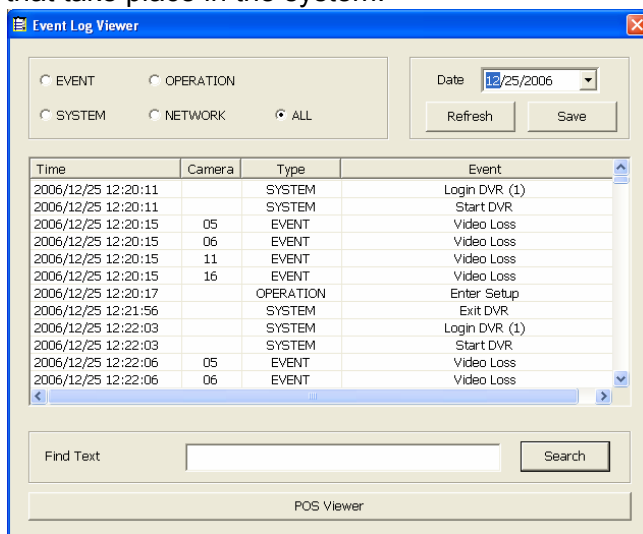 that take place in the system.
Event Log Viewer
EVENT OPERATION
SYSTEM NETWORK ALL
Date 12/25/2006
Refresh Save
Time Camera Type Event
2006/12/25 12:20:11 SYSTEM Login DVR (1)
2006/12/25 12:20:11 SYSTEM Start DVR
2006/12/25 12:20:15 05 EVENT Video Loss
2006/12/25 12:20:15 06 EVENT Video Loss
2006/12/25 12:20:15 11 EVENT Video Loss
2006/12/25 12:20:15 16 EVENT Video Loss
2006/12/25 12:20:17 OPERATION Enter Setup
2006/12/25 12:21:56 SYSTEM Exit DVR
2006/12/25 12:22:03 SYSTEM Login DVR (1)
2006/12/25 12:22:03 SYSTEM Start DVR
2006/12/25 12:22:06 05 EVENT Video Loss
2006/12/25 12:22:06 06 EVENT Video Loss
Find Text Search
POS Viewer